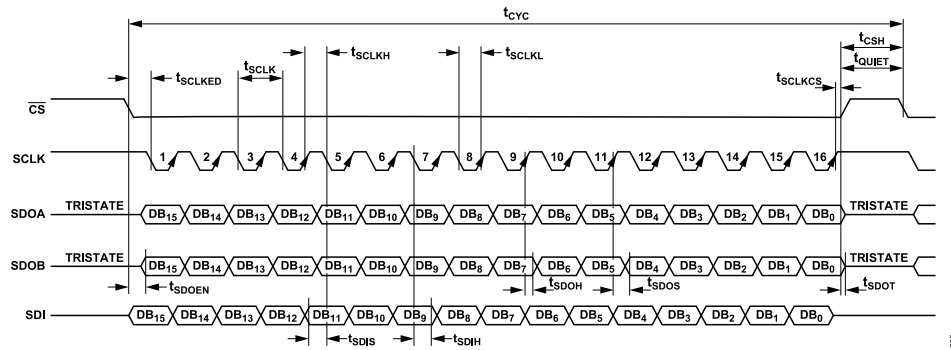 tCYC
tCSH
tSCLKED
tSCLK
tSCLKH
tSCLKL
tSCLKCS
tQUIET
CS
SCLK
1 2 3 4 5 6 7 8 9 10 11 12 13 14 15 16
SDOA TRISTATE DB15 DB14 DB13 DB12 DB11 DB10 DB9 DB8 DB7 DB6 DB5 DB4 DB3 DB2 DB1 DB0 TRISTATE
SDOB TRISTATE DB15 DB14 DB13 DB12 DB11 DB10 DB9 DB8 DB7 DB6 DB5 DB4 DB3 DB2 DB1 DB0 TRISTATE
tSDOEN
tSDOH
tSDOS
tSDOT
SDI DB15 DB14 DB13 DB12 DB11 DB10 DB9 DB8 DB7 DB6 DB5 DB4 DB3 DB2 DB1 DB0
tSDIS
tSDIH